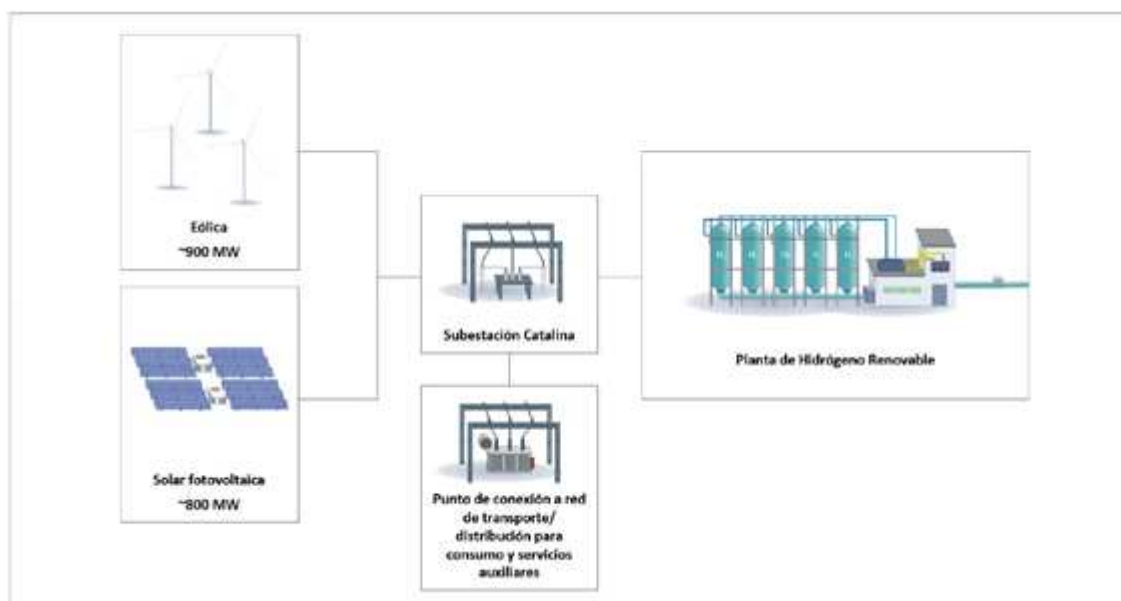 Eólica
~900 MW
Solar fotovoltaica
~800 MW
Subestación Catalina
Punto de conexión a red
de transporte/
distribución para
consumo y servicios
auxiliares
Planta de Hidrógeno Renovable